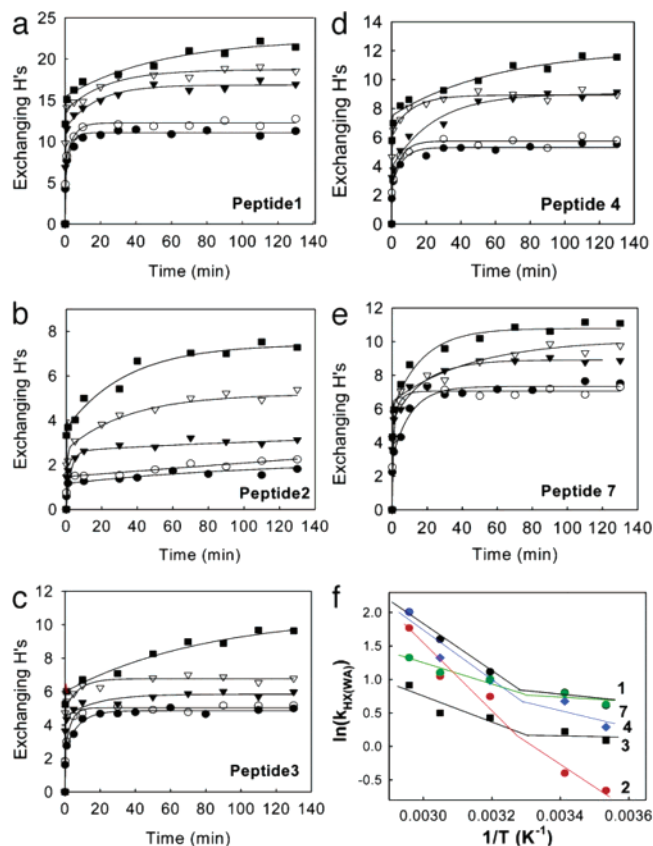 a
Exchanging H's
25
20
15
10
5
0
Peptide1
0 20 40 60 80 100 120 140
Time (min)
d
Exchanging H's
14
12
10
8
6
4
2
0
Peptide 4
0 20 40 60 80 100 120 140
Time (min)
b
Exchanging H's
8
6
4
2
0
Peptide2
0 20 40 60 80 100 120 140
Time (min)
e
Exchanging H's
12
10
8
6
4
2
0
Peptide 7
0 20 40 60 80 100 120 140
Time (min)
c
Exchanging H's
12
10
8
6
4
2
0
Peptide3
0 20 40 60 80 100 120 140
Time (min)
f
ln(kHX(WA))
2.0
1.5
1.0
0.5
0.0
-0.5
1
7
4
3
2
0.0030 0.0032 0.0034 0.0036
1/T (K-1)